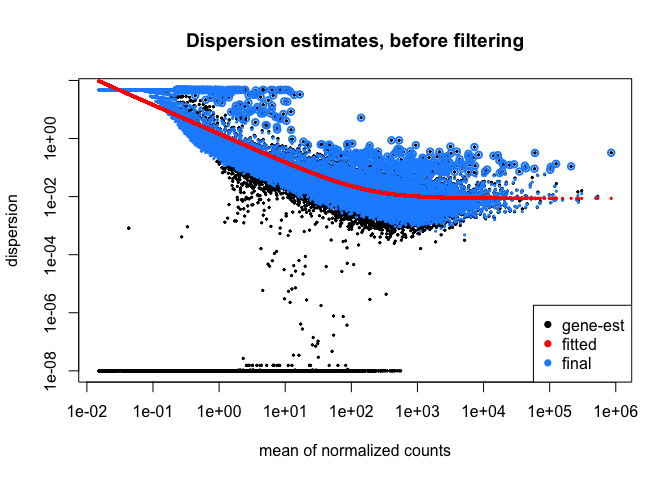 Dispersion estimates, before filtering
dispersion
1e+00
1e-02
1e-04
1e-06
1e-08
gene-est
fitted
final
1e-02 1e-01 1e+00 1e+01 1e+02 1e+03 1e+04 1e+05 1e+06
mean of normalized counts